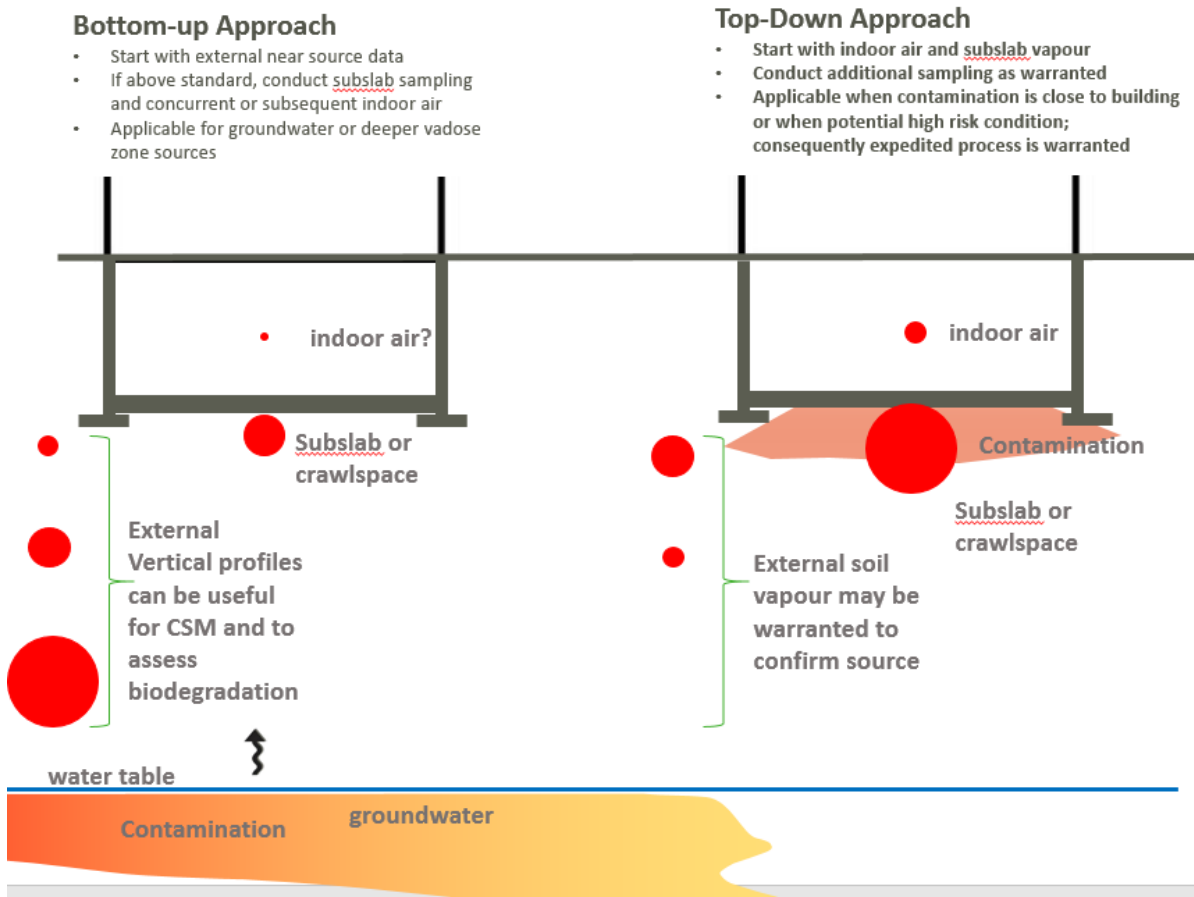 Bottom-up Approach
• Start with external near source data
• If above standard, conduct subslab sampling
and concurrent or subsequent indoor air
• Applicable for groundwater or deeper vadose
zone sources
Top-Down Approach
• Start with indoor air and subslab vapour
• Conduct additional sampling as warranted
• Applicable when contamination is close to building
or when potential high risk condition;
consequently expedited process is warranted
indoor air?
Subslab or
crawlspace
External
Vertical profiles
can be useful
for CSM and to
assess
biodegradation
indoor air
Contamination
Subslab or
crawlspace
External soil
vapour may be
warranted to
confirm source
water table
Contamination
groundwater